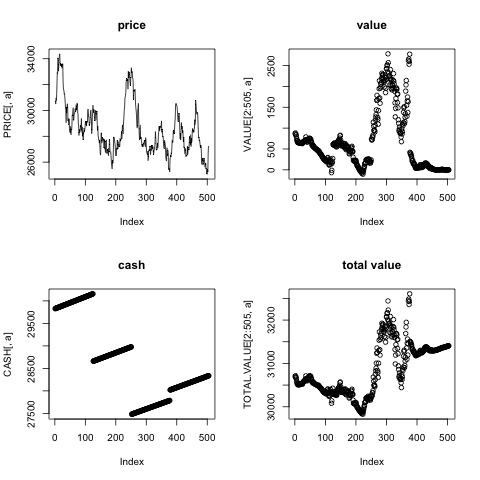 price
PRICE[, a]
26000 30000 34000
0 100 200 300 400 500
Index
value
VALUE[2:505, a]
0 500 1500 2500
0 100 200 300 400 500
Index
cash
CASH[, a]
27500 28500 29500
0 100 200 300 400 500
Index
total value
TOTAL.VALUE[2:505, a]
30000 31000 32000
0 100 200 300 400 500
Index